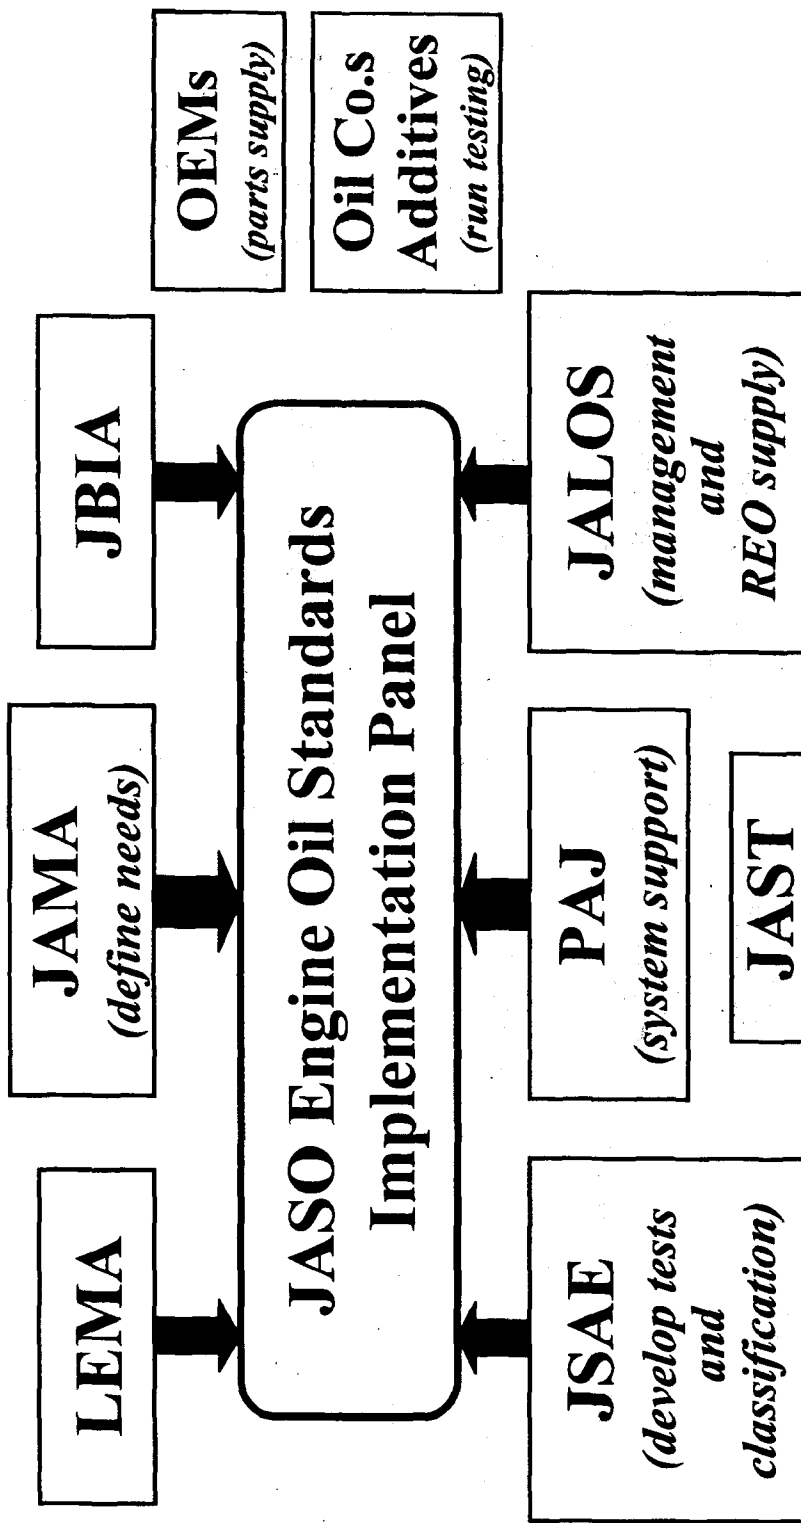 LEMA
JAMA
(define needs)
JBIA
OEMs
(parts supply)
Oil Co.s
Additives
(run testing)
JASO Engine Oil Standards
Implementation Panel
JSAE
(develop tests
and
classification)
PAJ
(system support)
JAST
JALOS
(management
and
REO supply)